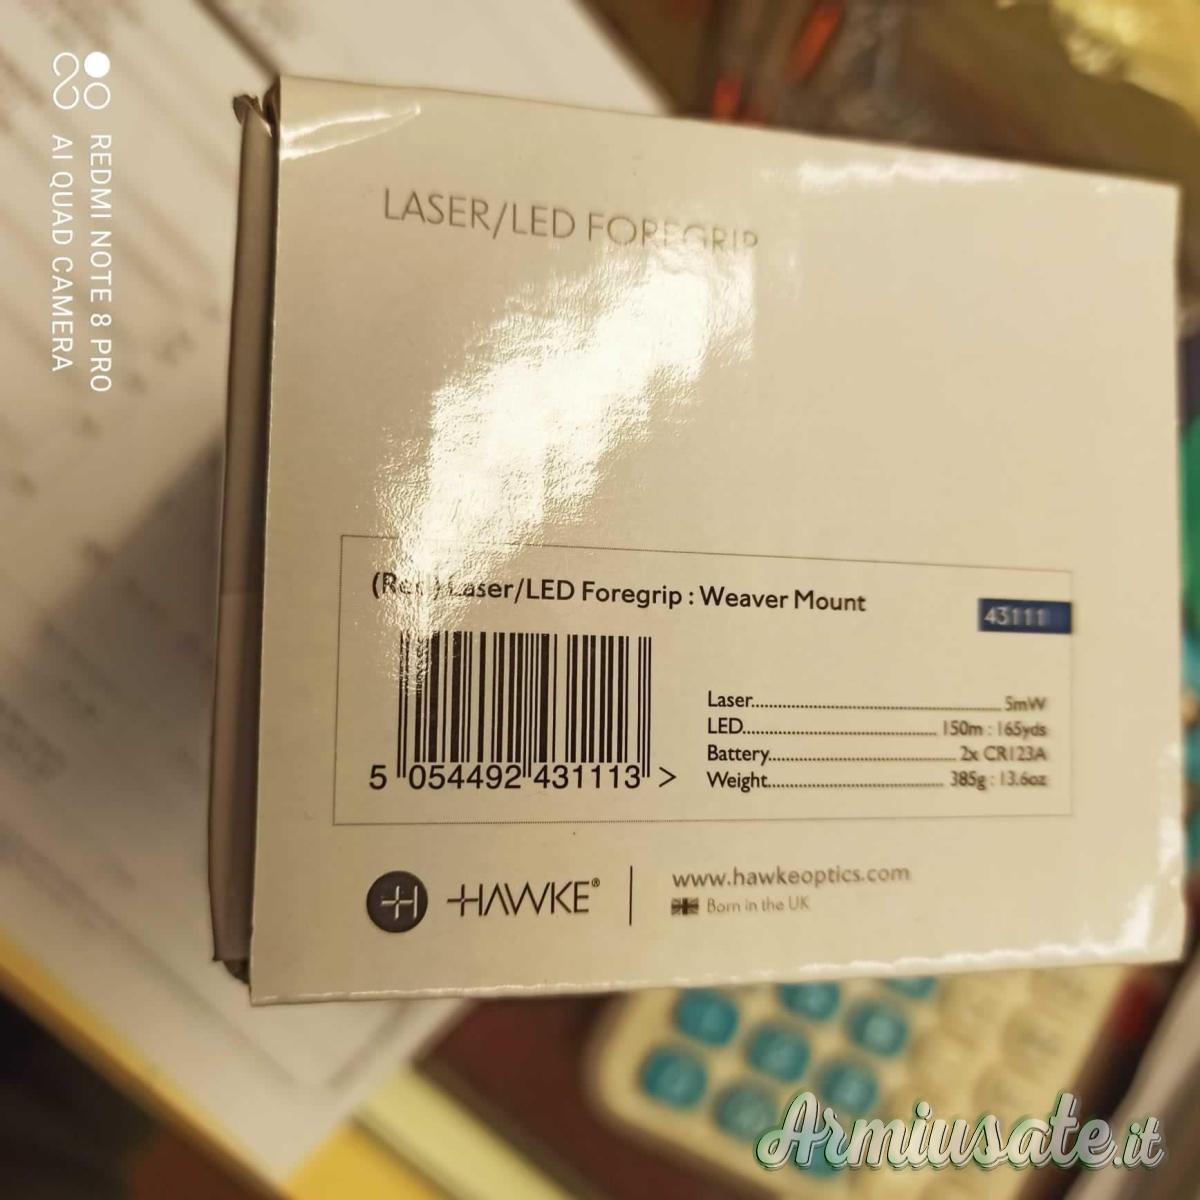 REDMI NOTE 8 PRO
AI QUAD CAMERA
LASER/LED FOREGRIP
(Red) Laser/LED Foregrip : Weaver Mount
43111
Laser.......... 5mW
LED.......... 150m : 165yds
Battery.......... 2x CR123A
Weight.......... 385g : 13.6oz
5 054492 431113 >
HAWKE®
www.hawkeoptics.com
Born in the UK
Armiusate.it